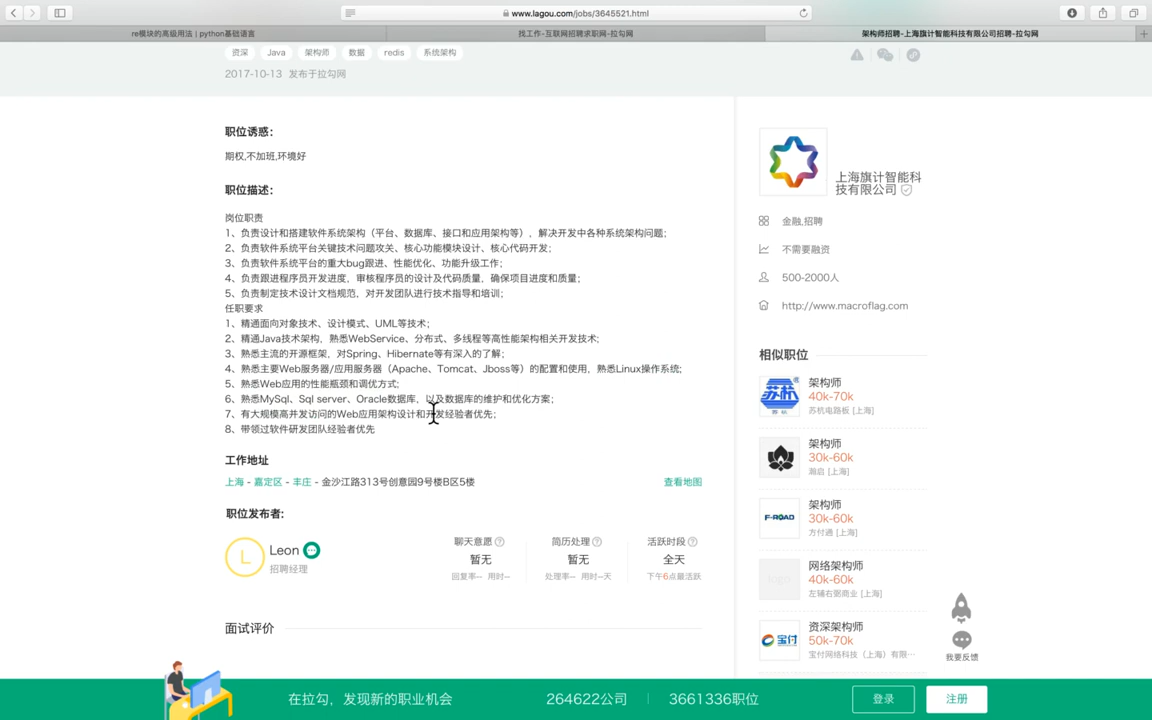 www.lagou.com/jobs/3645521.html
re模块的高级用法 | python基础语言
找工作-互联网招聘求职网-拉勾网
架构师招聘-上海旗计智能科技有限公司招聘-拉勾网
资深 Java 架构师 数据 redis 系统架构
2017-10-13 发布于拉勾网
职位诱惑:
期权,不加班,环境好
职位描述:
岗位职责
1、负责设计和搭建软件系统架构（平台、数据库、接口和应用架构等），解决开发中各种系统架构问题;
2、负责软件系统平台关键技术问题攻关、核心功能模块设计、核心代码开发;
3、负责软件系统平台的重大bug跟进、性能优化、功能升级工作;
4、负责跟进程序员开发进度，审核程序员的设计及代码质量，确保项目进度和质量;
5、负责制定技术设计文档规范，对开发团队进行技术指导和培训;
任职要求
1、精通面向对象技术、设计模式、UML等技术;
2、精通Java技术架构，熟悉WebService、分布式、多线程等高性能架构相关开发技术;
3、熟悉主流的开源框架，对Spring、Hibernate等有深入的了解;
4、熟悉主要Web服务器/应用服务器（Apache、Tomcat、Jboss等）的配置和使用，熟悉Linux操作系统;
5、熟悉Web应用的性能瓶颈和调优方式;
6、熟悉MySql、Sql server、Oracle数据库，以及数据库的维护和优化方案;
7、有大规模高并发访问的Web应用架构设计和开发经验者优先;
8、带领过软件研发团队经验者优先
工作地址
上海 - 嘉定区 - 丰庄 - 金沙江路313号创意园9号楼B区5楼
查看地图
职位发布者:
L
Leon
招聘经理
聊天意愿 简历处理 活跃时段
暂无 暂无 全天
回复率-- 用时-- 处理率-- 用时--天 下午6点最活跃
面试评价
上海旗计智能科
技有限公司
金融,招聘
不需要融资
500-2000人
http://www.macroflag.com
相似职位
架构师
40k-70k
苏杭电路板 [上海]
架构师
30k-60k
瀚启 [上海]
F-ROAD
架构师
30k-60k
方付通 [上海]
logo
网络架构师
40k-60k
左铺右弼商业 [上海]
宝付
资深架构师
50k-70k
宝付网络科技（上海）有限…
我要反馈
在拉勾，发现新的职业机会
264622公司
3661336职位
登录
注册